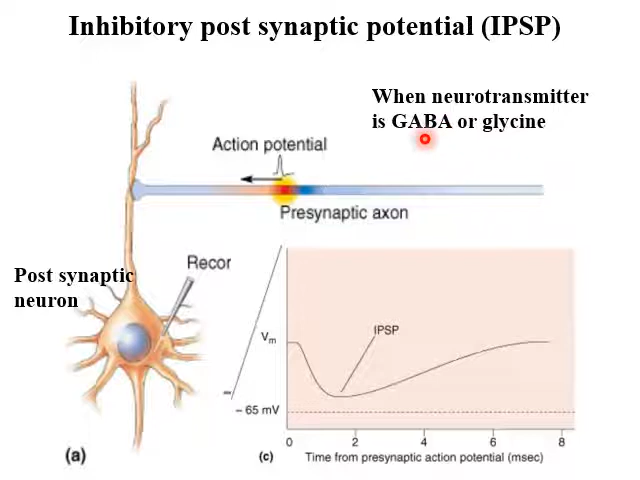 Inhibitory post synaptic potential (IPSP)
When neurotransmitter
is GABA or glycine
Action potential
Presynaptic axon
Post synaptic
neuron
Recor
Vm
IPSP
– 65 mV
0 2 4 6 8
(a)
(c)
Time from presynaptic action potential (msec)